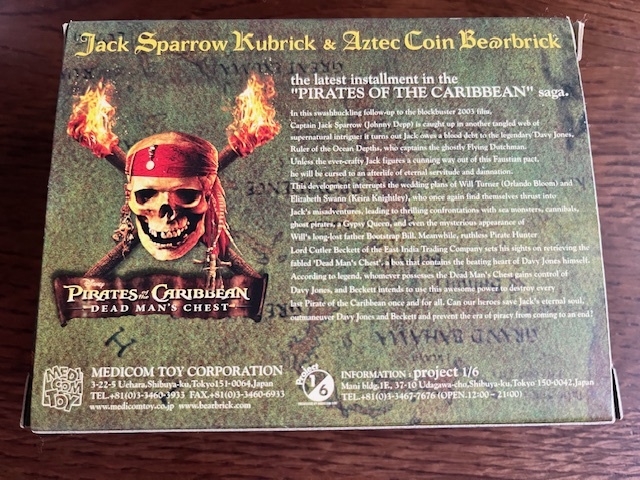 Jack Sparrow Kubrick & Aztec Coin Be@rbrick
the latest installment in the
"PIRATES OF THE CARIBBEAN" saga.
In this swashbuckling follow-up to the blockbuster 2003 film,
Captain Jack Sparrow (Johnny Depp) is caught up in another tangled web of
supernatural intrigue: it turns out Jack owes a blood debt to the legendary Davy Jones,
Ruler of the Ocean Depths, who captains the ghostly Flying Dutchman.
Unless the ever-crafty Jack figures a cunning way out of this Faustian pact,
he will be cursed to an afterlife of eternal servitude and damnation.
This development interrupts the wedding plans of Will Turner (Orlando Bloom) and
Elizabeth Swann (Keira Knightley), who once again find themselves thrust into
Jack's misadventures, leading to thrilling confrontations with sea monsters, cannibals,
ghost pirates, a Gypsy Queen, and even the mysterious appearance of
Will's long-lost father Bootstrap Bill. Meanwhile, ruthless Pirate Hunter
Lord Cutler Beckett of the East India Trading Company sets his sights on retrieving the
fabled 'Dead Man's Chest', a box that contains the beating heart of Davy Jones himself.
According to legend, whomever possesses the Dead Man's Chest gains control of
Davy Jones, and Beckett intends to use this awesome power to destroy every
last Pirate of the Caribbean once and for all. Can our heroes save Jack's eternal soul,
outmaneuver Davy Jones and Beckett and prevent the era of piracy from coming to an end?
Disney
PIRATES OF THE CARIBBEAN
DEAD MAN'S CHEST
GRAND BAHAMA
MEDI
COM
TOY
MEDICOM TOY CORPORATION
3-22-5 Uehara,Shibuya-ku,Tokyo151-0064,Japan
TEL.+81(0)3-3460-3933 FAX.+81(0)3-3460-6933
www.medicomtoy.co.jp www.bearbrick.com
Project
1/6
INFORMATION : project 1/6
Mani bldg.1E, 37-10 Udagawa-cho,Shibuya-ku,Tokyo 150-0042,Japan
TEL.+81(0)3-3467-7676 (OPEN.12:00 ~ 21:00)